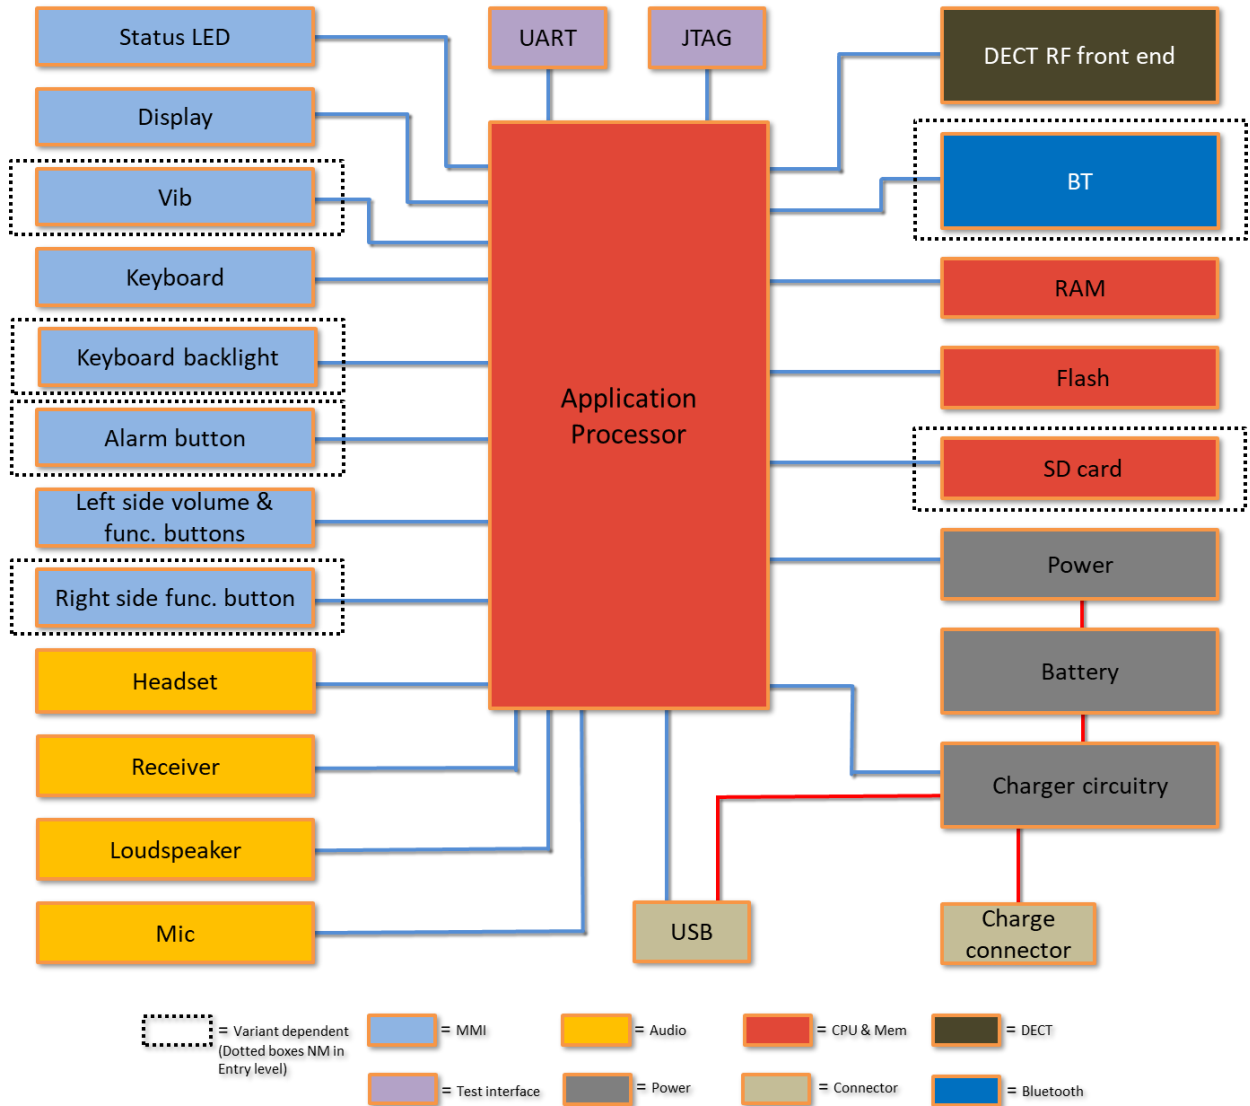 Status LED
UART
JTAG
DECT RF front end
Display
BT
Vib
Keyboard
RAM
Keyboard backlight
Flash
Application
Processor
Alarm button
SD card
Left side volume &
func. buttons
Power
Right side func. button
Headset
Battery
Receiver
Charger circuitry
Loudspeaker
Mic
USB
Charge
connector
= Variant dependent
(Dotted boxes NM in
Entry level)
= MMI
= Audio
= CPU & Mem
= DECT
= Test interface
= Power
= Connector
= Bluetooth